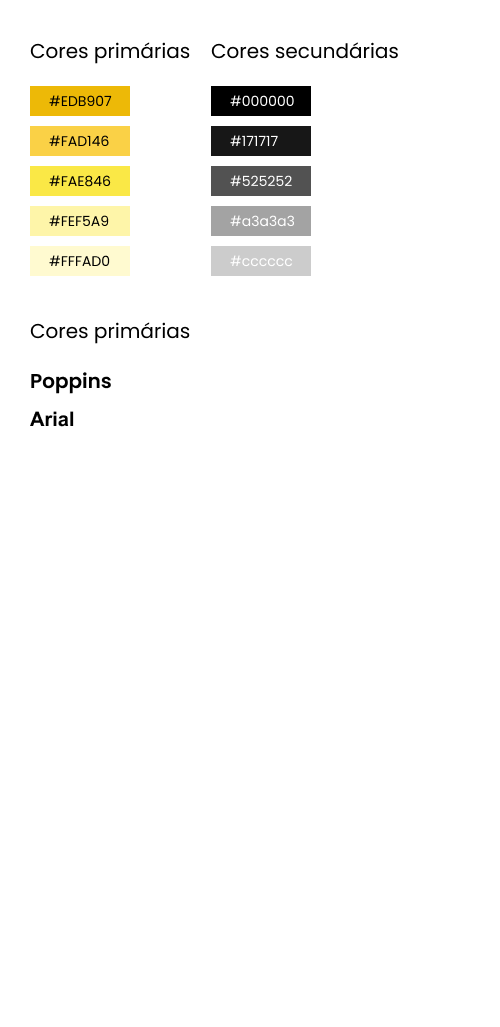 Cores primárias
#EDB907
#FAD146
#FAE846
#FEF5A9
#FFFAD0
Cores secundárias
#000000
#171717
#525252
#a3a3a3
#cccccc
Cores primárias
Poppins
Arial